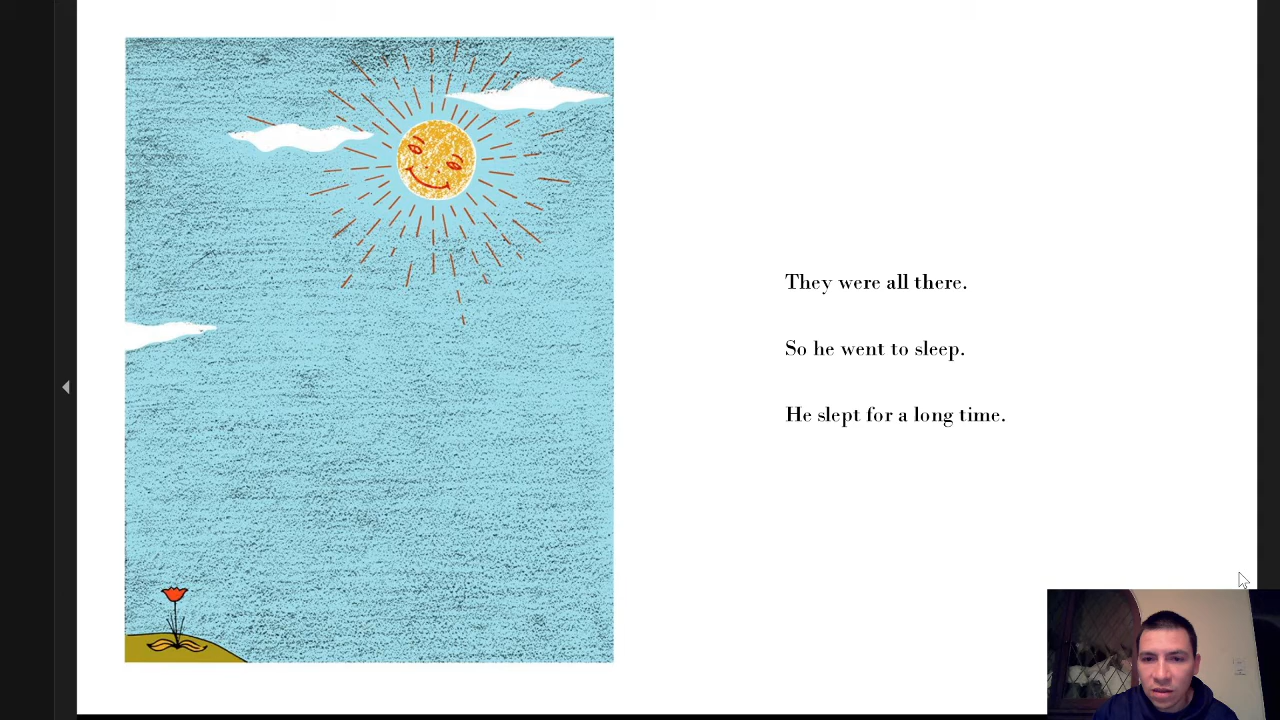 They were all there.
So he went to sleep.
He slept for a long time.